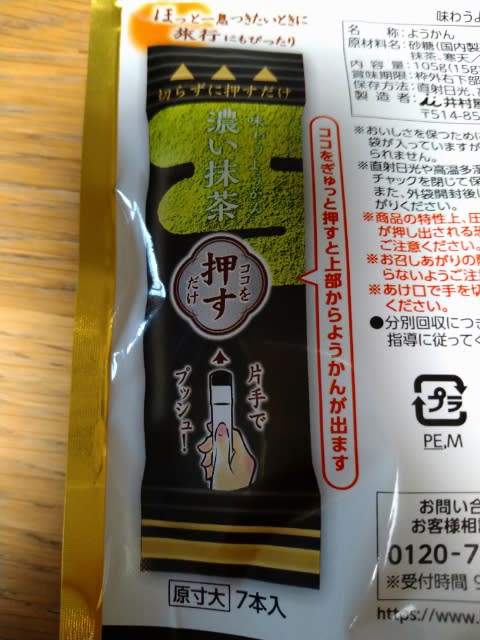 ほっと一息つきたいときに
旅行にもぴったり
切らずに押すだけ
味わうようかん
濃い抹茶
ココを
押す
だけ
片手で
プッシュ!
ココをぎゅっと押すと上部からようかんが出ます
原寸大 7本入
味わうよ
名 称:ようかん
原材料名:砂糖(国内製
抹茶、寒天/
内 容 量:105g(15g
賞味期限:枠外右下部
保存方法:直射日光、
製 造 者:井村屋
〒514-85
※おいしさを保つために
袋が入っていますが
られません。
※直射日光や高温多湿
チャックを閉じて保
また、外袋開封後
がりください。
※商品の特性上、圧
が押し出される恐
ご注意ください。
※お召しあがりの際
らないようご注意
※あけ口で手を切
ください。
●分別回収につき
指導に従ってく
プラ
PE,M
お問い合
お客様相談
0120-7
※受付時間 9
https://www.